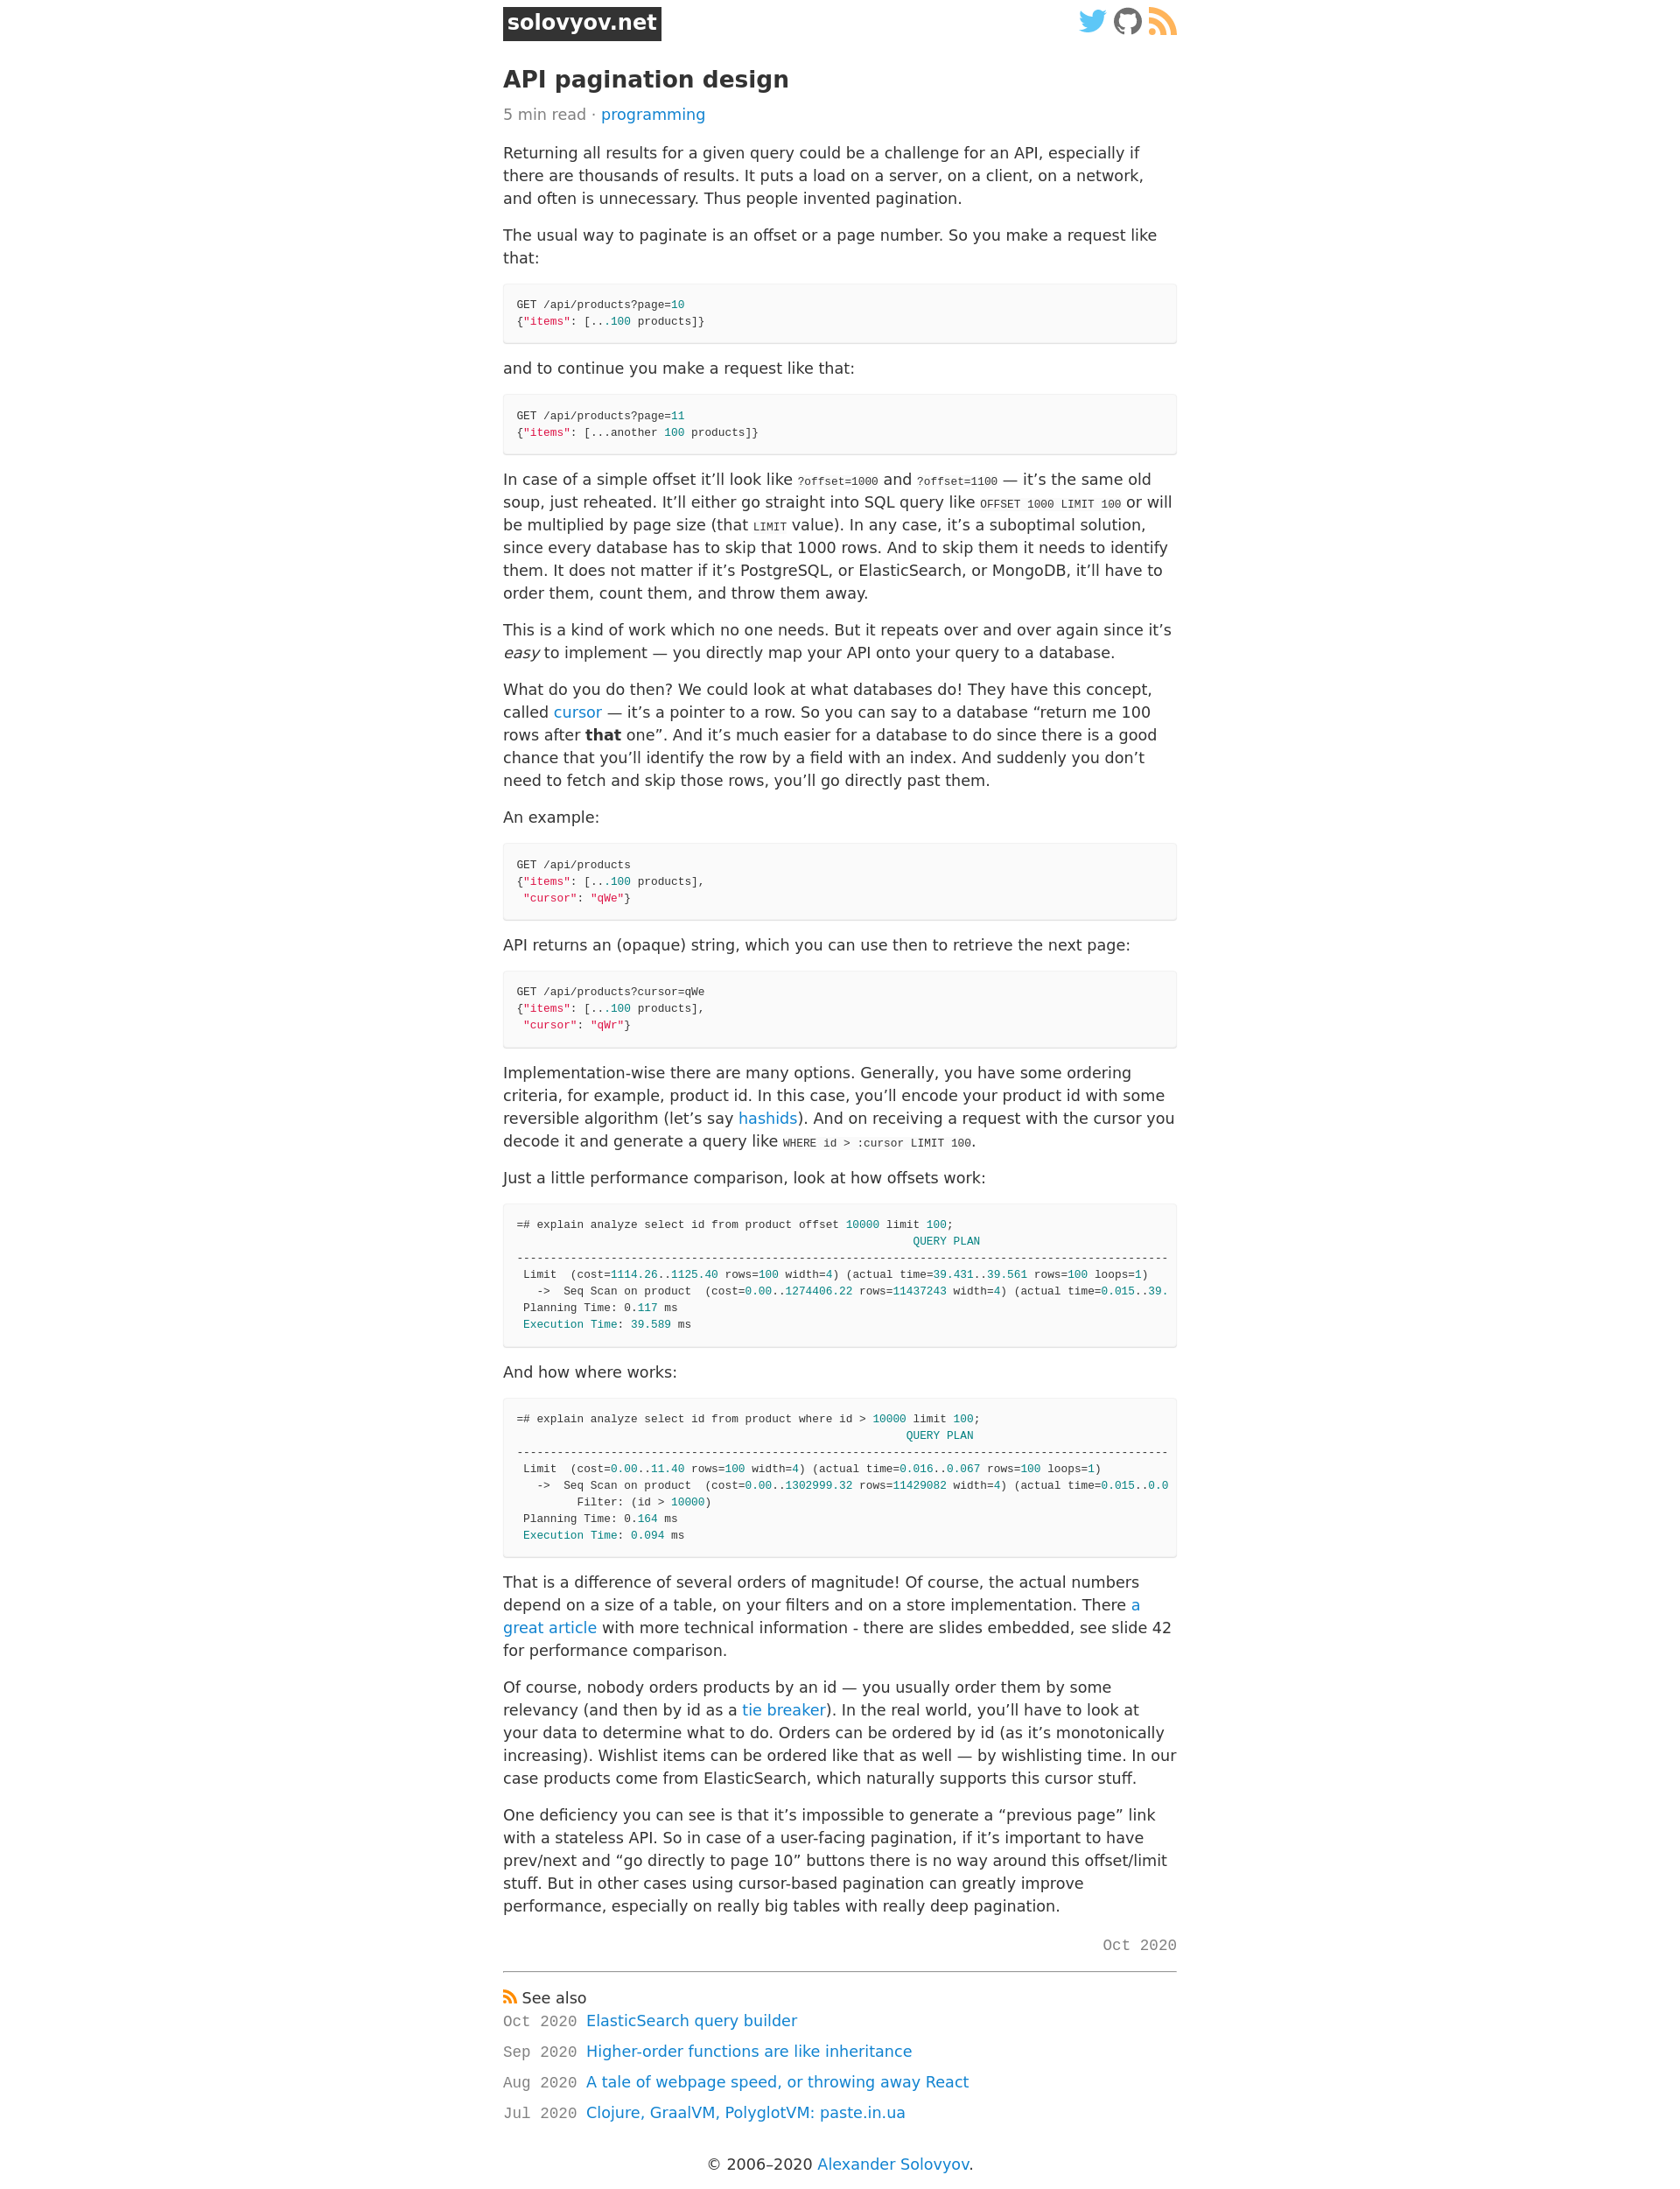 solovyov.net
API pagination design
5 min read · programming
Returning all results for a given query could be a challenge for an API, especially if
there are thousands of results. It puts a load on a server, on a client, on a network,
and often is unnecessary. Thus people invented pagination.
The usual way to paginate is an offset or a page number. So you make a request like
that:
GET /api/products?page=10
{"items": [...100 products]}
and to continue you make a request like that:
GET /api/products?page=11
{"items": [...another 100 products]}
In case of a simple offset it’ll look like ?offset=1000 and ?offset=1100 — it’s the same old
soup, just reheated. It’ll either go straight into SQL query like OFFSET 1000 LIMIT 100 or will
be multiplied by page size (that LIMIT value). In any case, it’s a suboptimal solution,
since every database has to skip that 1000 rows. And to skip them it needs to identify
them. It does not matter if it’s PostgreSQL, or ElasticSearch, or MongoDB, it’ll have to
order them, count them, and throw them away.
This is a kind of work which no one needs. But it repeats over and over again since it’s
easy to implement — you directly map your API onto your query to a database.
What do you do then? We could look at what databases do! They have this concept,
called cursor — it’s a pointer to a row. So you can say to a database “return me 100
rows after that one”. And it’s much easier for a database to do since there is a good
chance that you’ll identify the row by a field with an index. And suddenly you don’t
need to fetch and skip those rows, you’ll go directly past them.
An example:
GET /api/products
{"items": [...100 products],
"cursor": "qWe"}
API returns an (opaque) string, which you can use then to retrieve the next page:
GET /api/products?cursor=qWe
{"items": [...100 products],
"cursor": "qWr"}
Implementation-wise there are many options. Generally, you have some ordering
criteria, for example, product id. In this case, you’ll encode your product id with some
reversible algorithm (let’s say hashids). And on receiving a request with the cursor you
decode it and generate a query like WHERE id > :cursor LIMIT 100.
Just a little performance comparison, look at how offsets work:
=# explain analyze select id from product offset 10000 limit 100;
QUERY PLAN
-------------------------------------------------------------------------------------------------
Limit  (cost=1114.26..1125.40 rows=100 width=4) (actual time=39.431..39.561 rows=100 loops=1)
->  Seq Scan on product  (cost=0.00..1274406.22 rows=11437243 width=4) (actual time=0.015..39.
Planning Time: 0.117 ms
Execution Time: 39.589 ms
And how where works:
=# explain analyze select id from product where id > 10000 limit 100;
QUERY PLAN
-------------------------------------------------------------------------------------------------
Limit  (cost=0.00..11.40 rows=100 width=4) (actual time=0.016..0.067 rows=100 loops=1)
->  Seq Scan on product  (cost=0.00..1302999.32 rows=11429082 width=4) (actual time=0.015..0.0
Filter: (id > 10000)
Planning Time: 0.164 ms
Execution Time: 0.094 ms
That is a difference of several orders of magnitude! Of course, the actual numbers
depend on a size of a table, on your filters and on a store implementation. There a
great article with more technical information - there are slides embedded, see slide 42
for performance comparison.
Of course, nobody orders products by an id — you usually order them by some
relevancy (and then by id as a tie breaker). In the real world, you’ll have to look at
your data to determine what to do. Orders can be ordered by id (as it’s monotonically
increasing). Wishlist items can be ordered like that as well — by wishlisting time. In our
case products come from ElasticSearch, which naturally supports this cursor stuff.
One deficiency you can see is that it’s impossible to generate a “previous page” link
with a stateless API. So in case of a user-facing pagination, if it’s important to have
prev/next and “go directly to page 10” buttons there is no way around this offset/limit
stuff. But in other cases using cursor-based pagination can greatly improve
performance, especially on really big tables with really deep pagination.
Oct 2020
See also
Oct 2020 ElasticSearch query builder
Sep 2020 Higher-order functions are like inheritance
Aug 2020 A tale of webpage speed, or throwing away React
Jul 2020 Clojure, GraalVM, PolyglotVM: paste.in.ua
© 2006–2020 Alexander Solovyov.